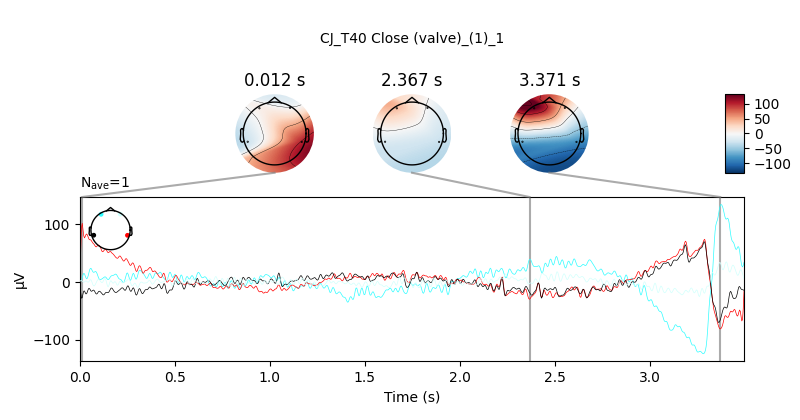 CJ_T40 Close (valve)_(1)_1
0.012 s 2.367 s 3.371 s
100
50
0
−50
−100
Nave=1
100
0
−100
µV
0.0 0.5 1.0 1.5 2.0 2.5 3.0
Time (s)